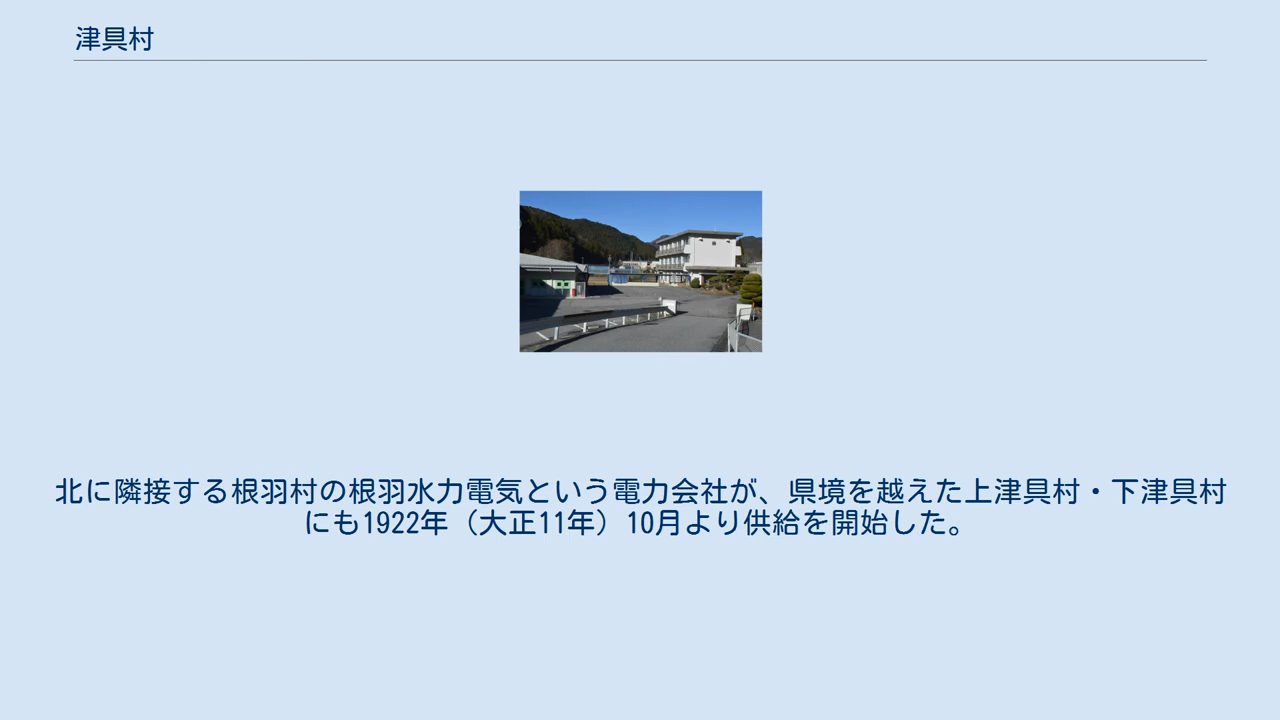 津具村
北に隣接する根羽村の根羽水力電気という電力会社が、県境を越えた上津具村・下津具村
にも1922年（大正11年）10月より供給を開始した。